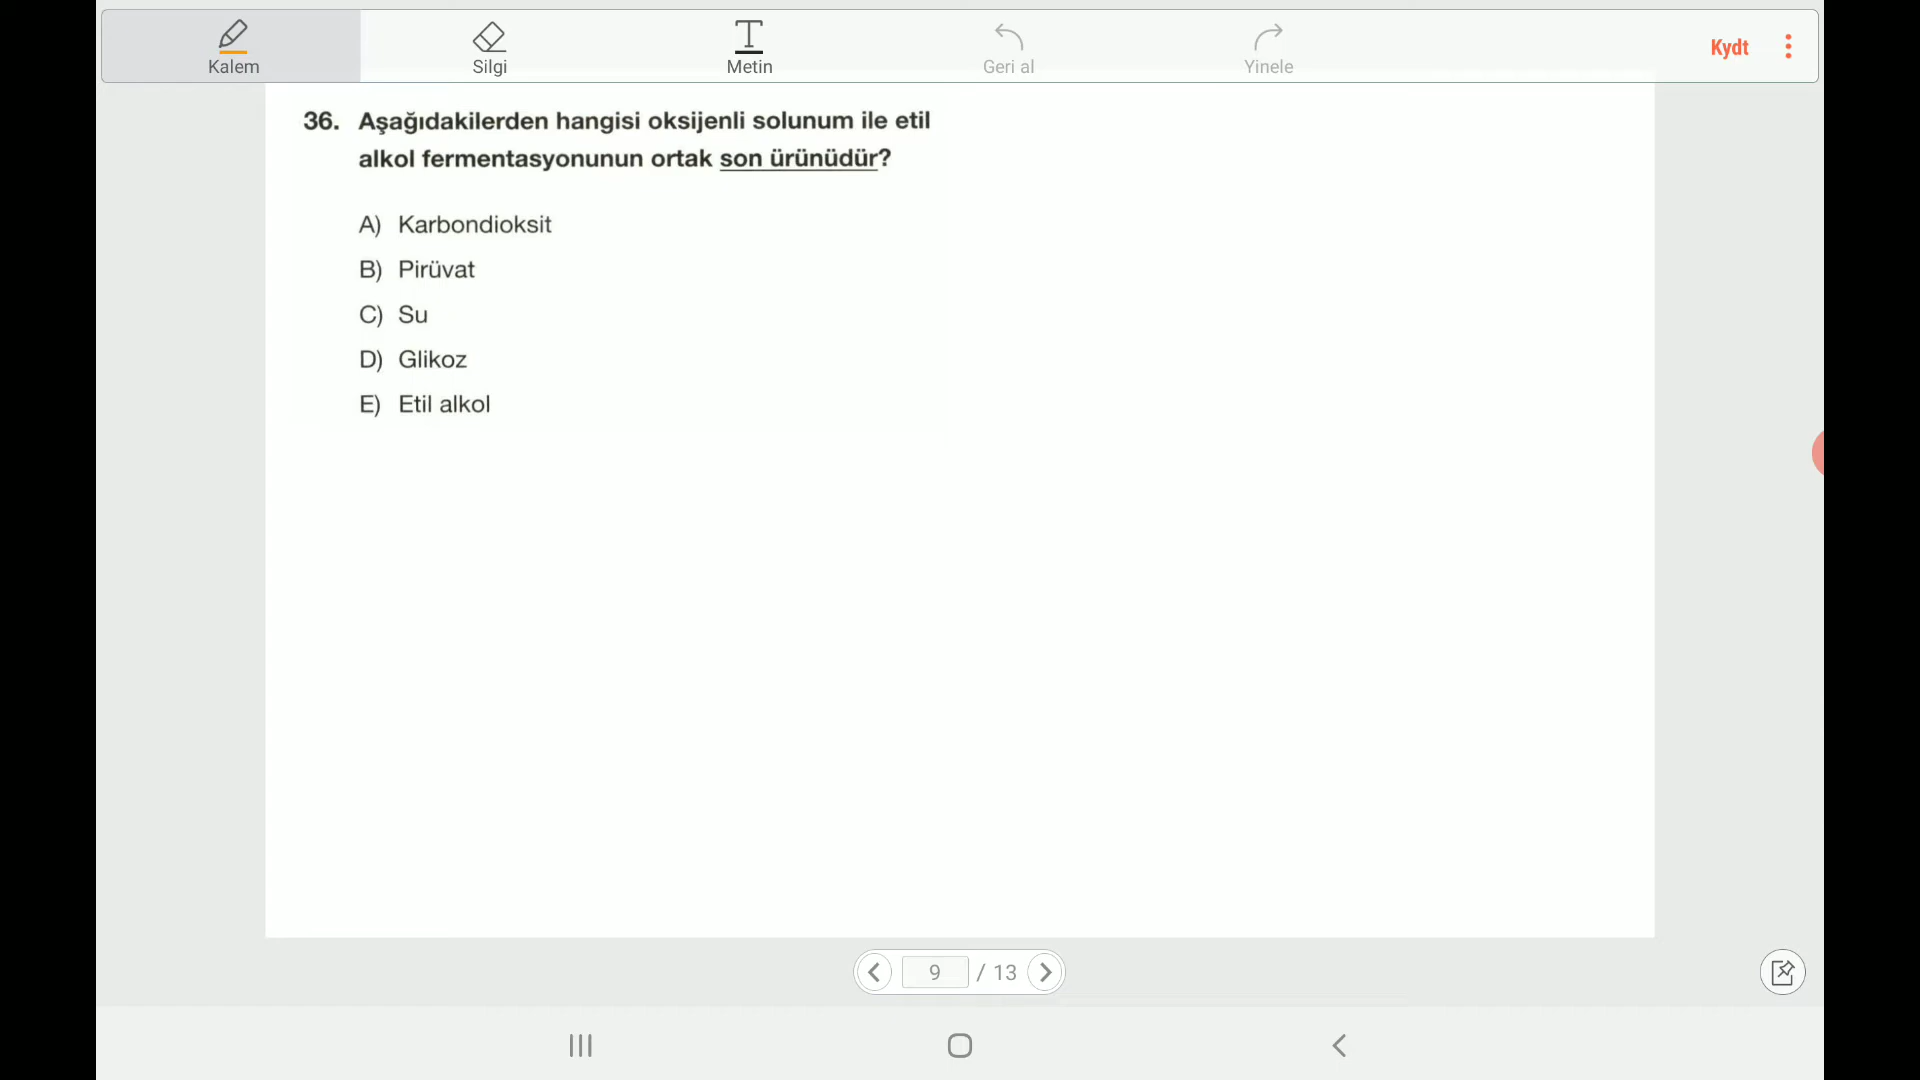 Kalem
Silgi
Metin
Geri al
Yinele
Kydt
36. Aşağıdakilerden hangisi oksijenli solunum ile etil
alkol fermentasyonunun ortak son ürünüdür?
A) Karbondioksit
B) Pirüvat
C) Su
D) Glikoz
E) Etil alkol
9 / 13